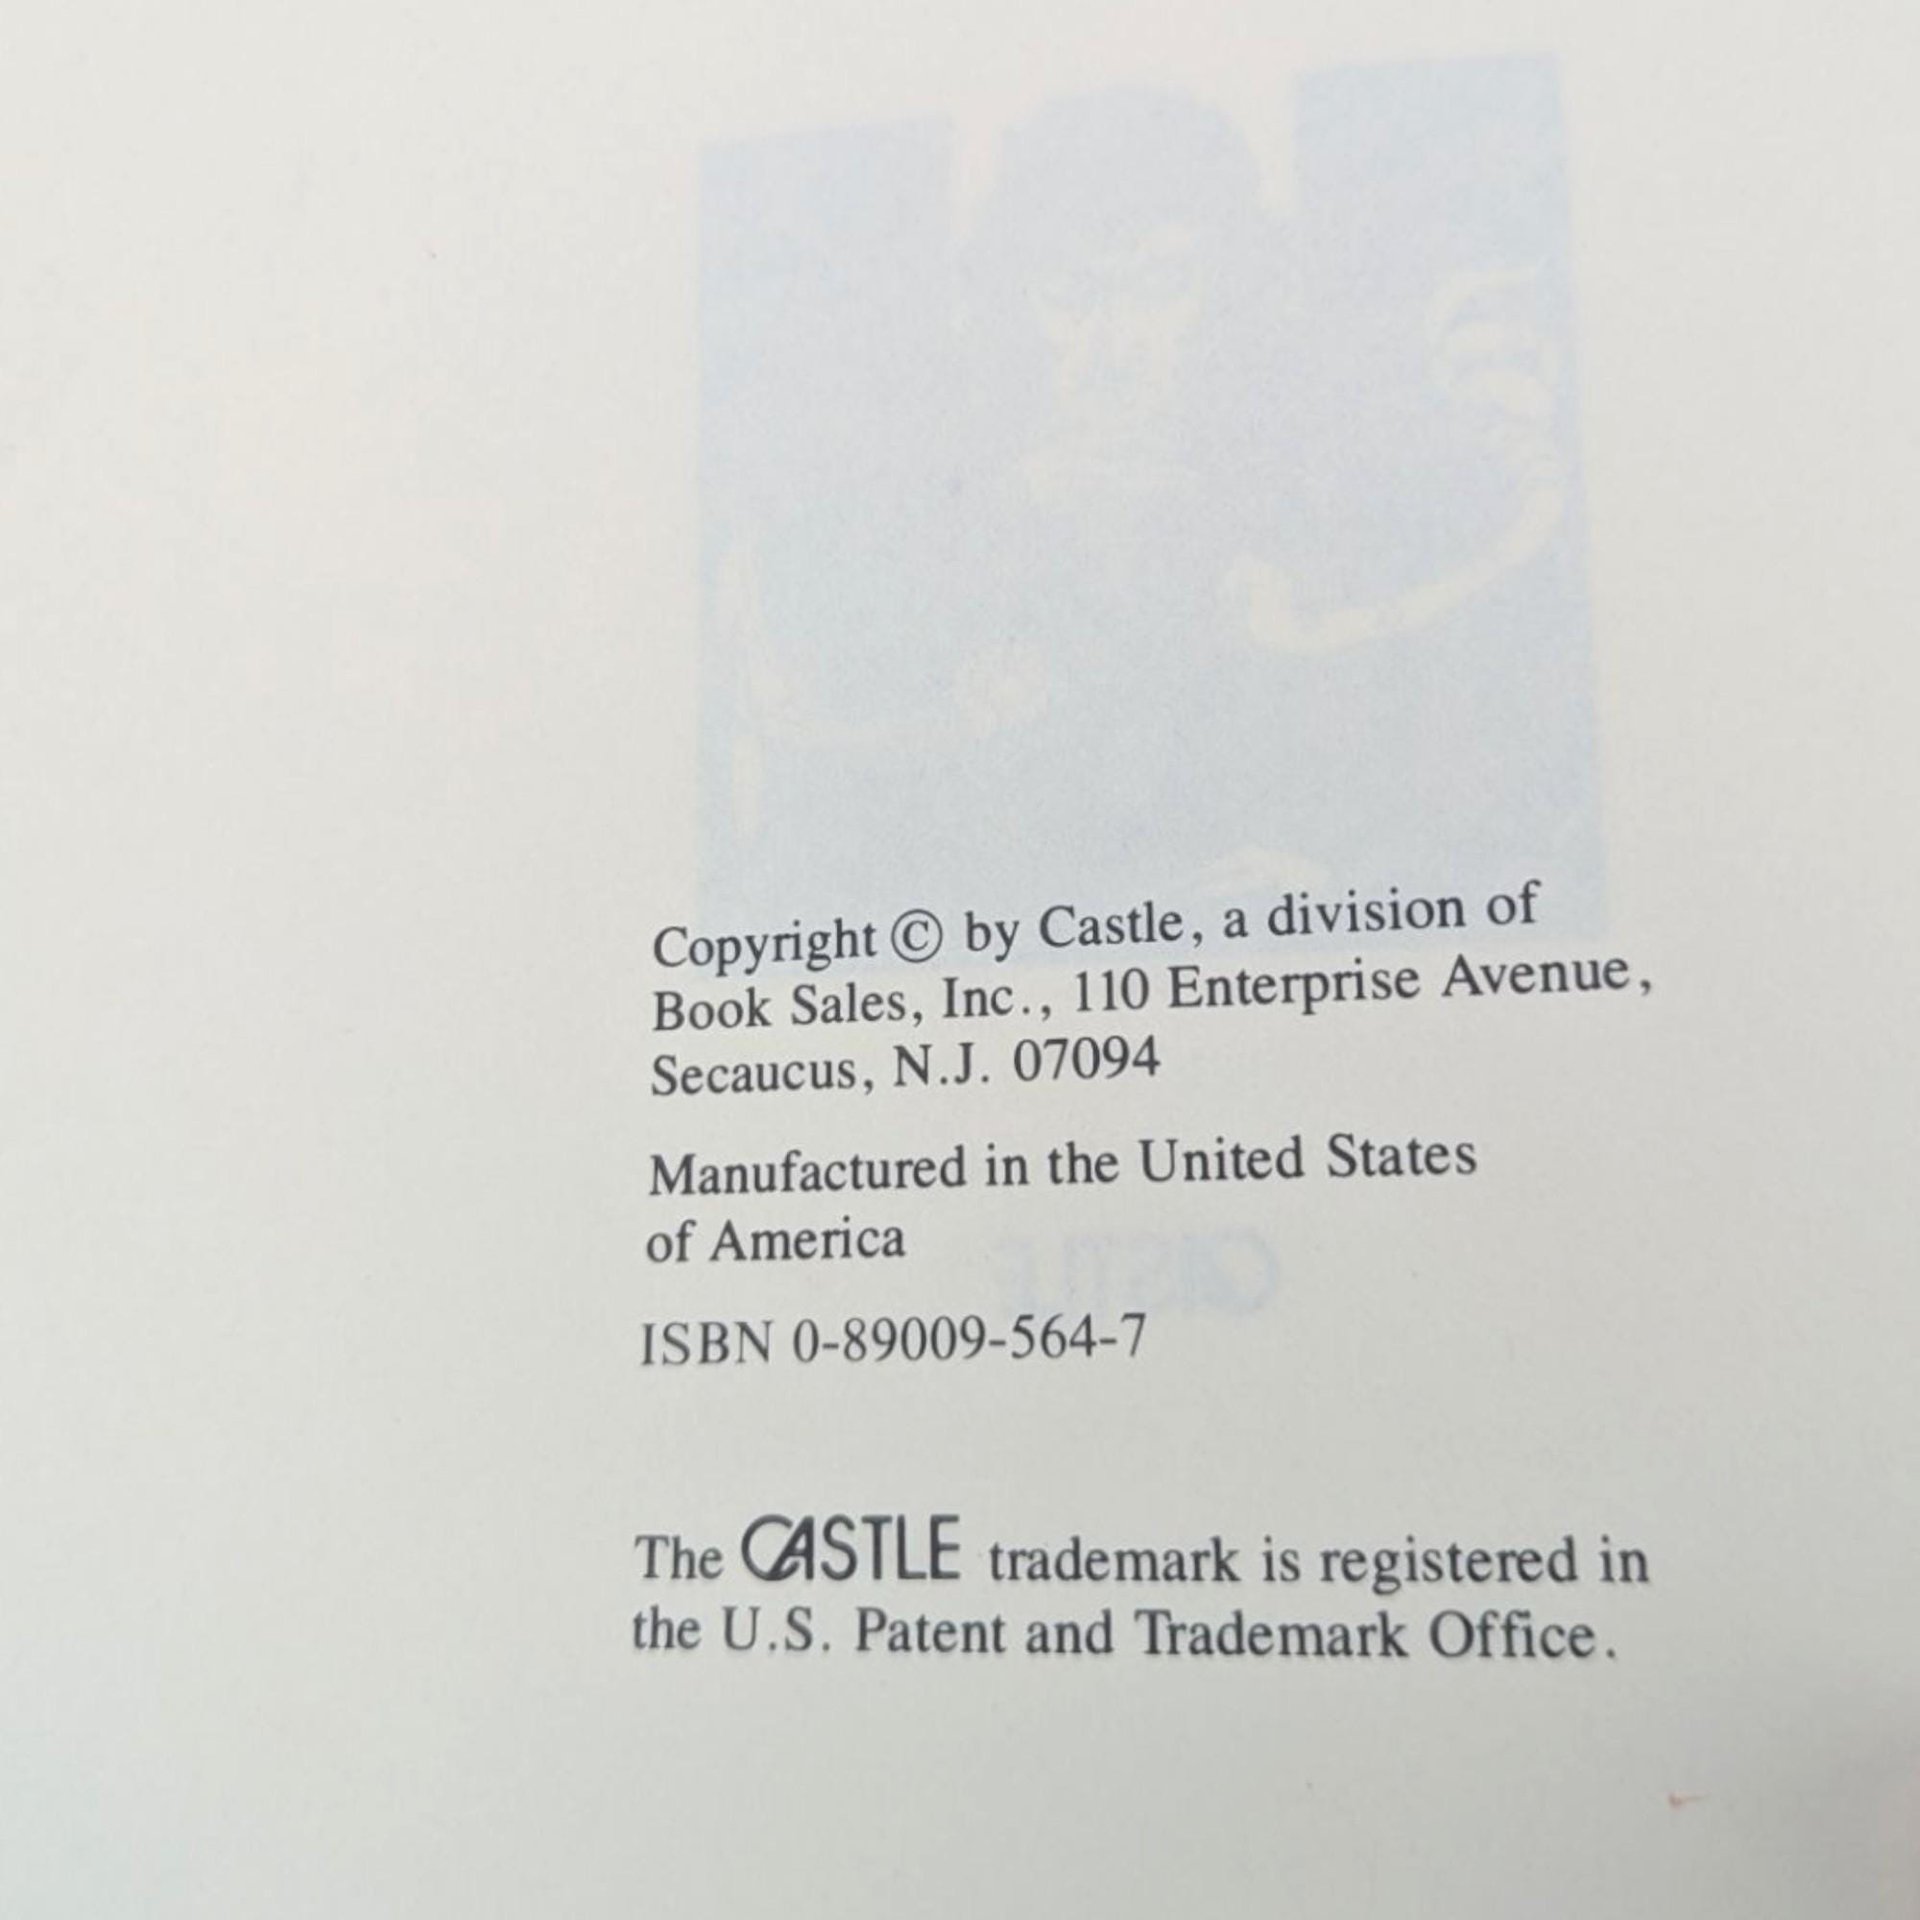 Copyright © by Castle, a division of
Book Sales, Inc., 110 Enterprise Avenue,
Secaucus, N.J. 07094
Manufactured in the United States
of America
CASTLE
ISBN 0-89009-564-7
The CASTLE trademark is registered in
the U.S. Patent and Trademark Office.